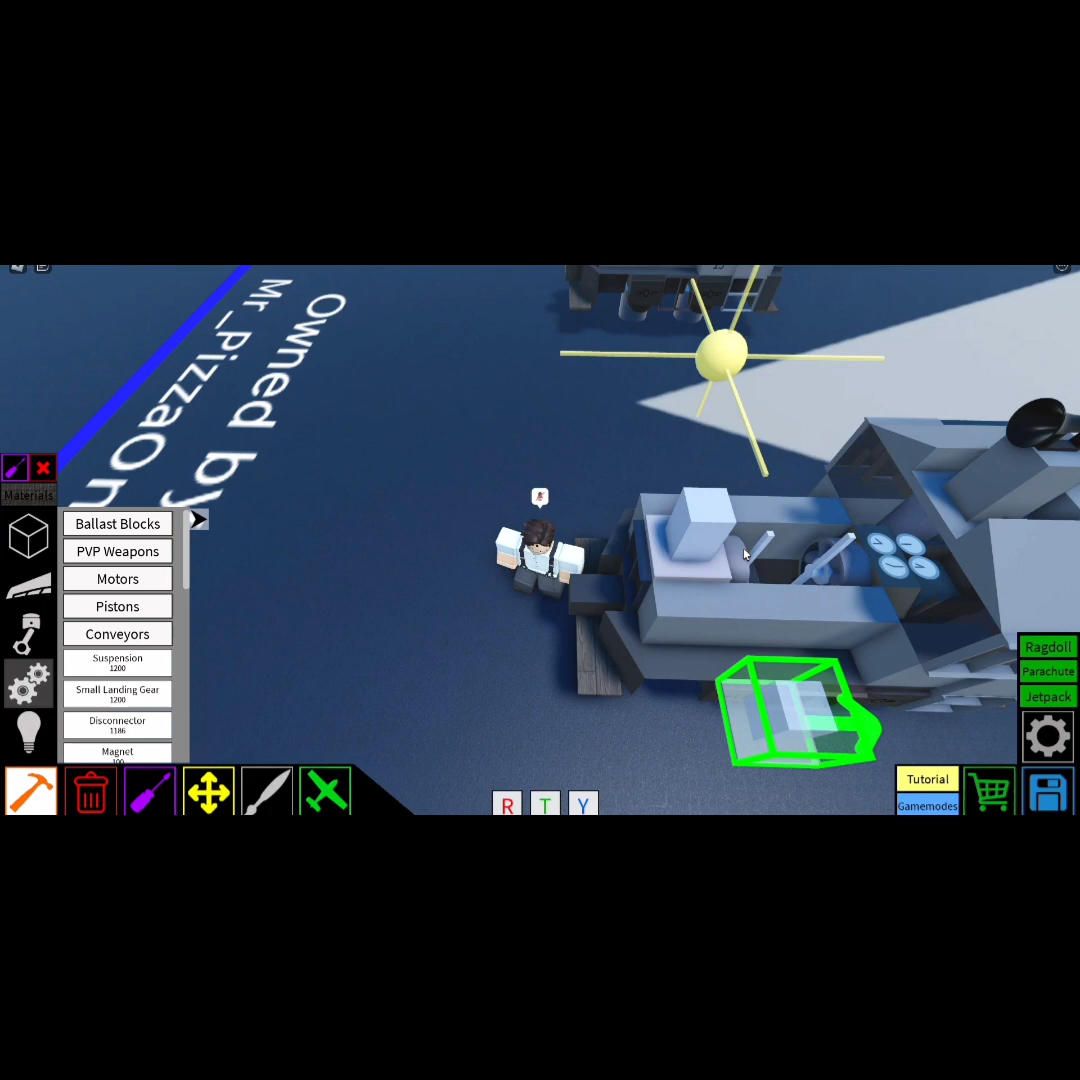 Owned by
Mr_PizzaOn
Materials
Ballast Blocks
PVP Weapons
Motors
Pistons
Conveyors
Suspension
1200
Small Landing Gear
1200
Disconnector
1186
Magnet
100
Ragdoll
Parachute
Jetpack
Tutorial
Gamemodes
R T Y